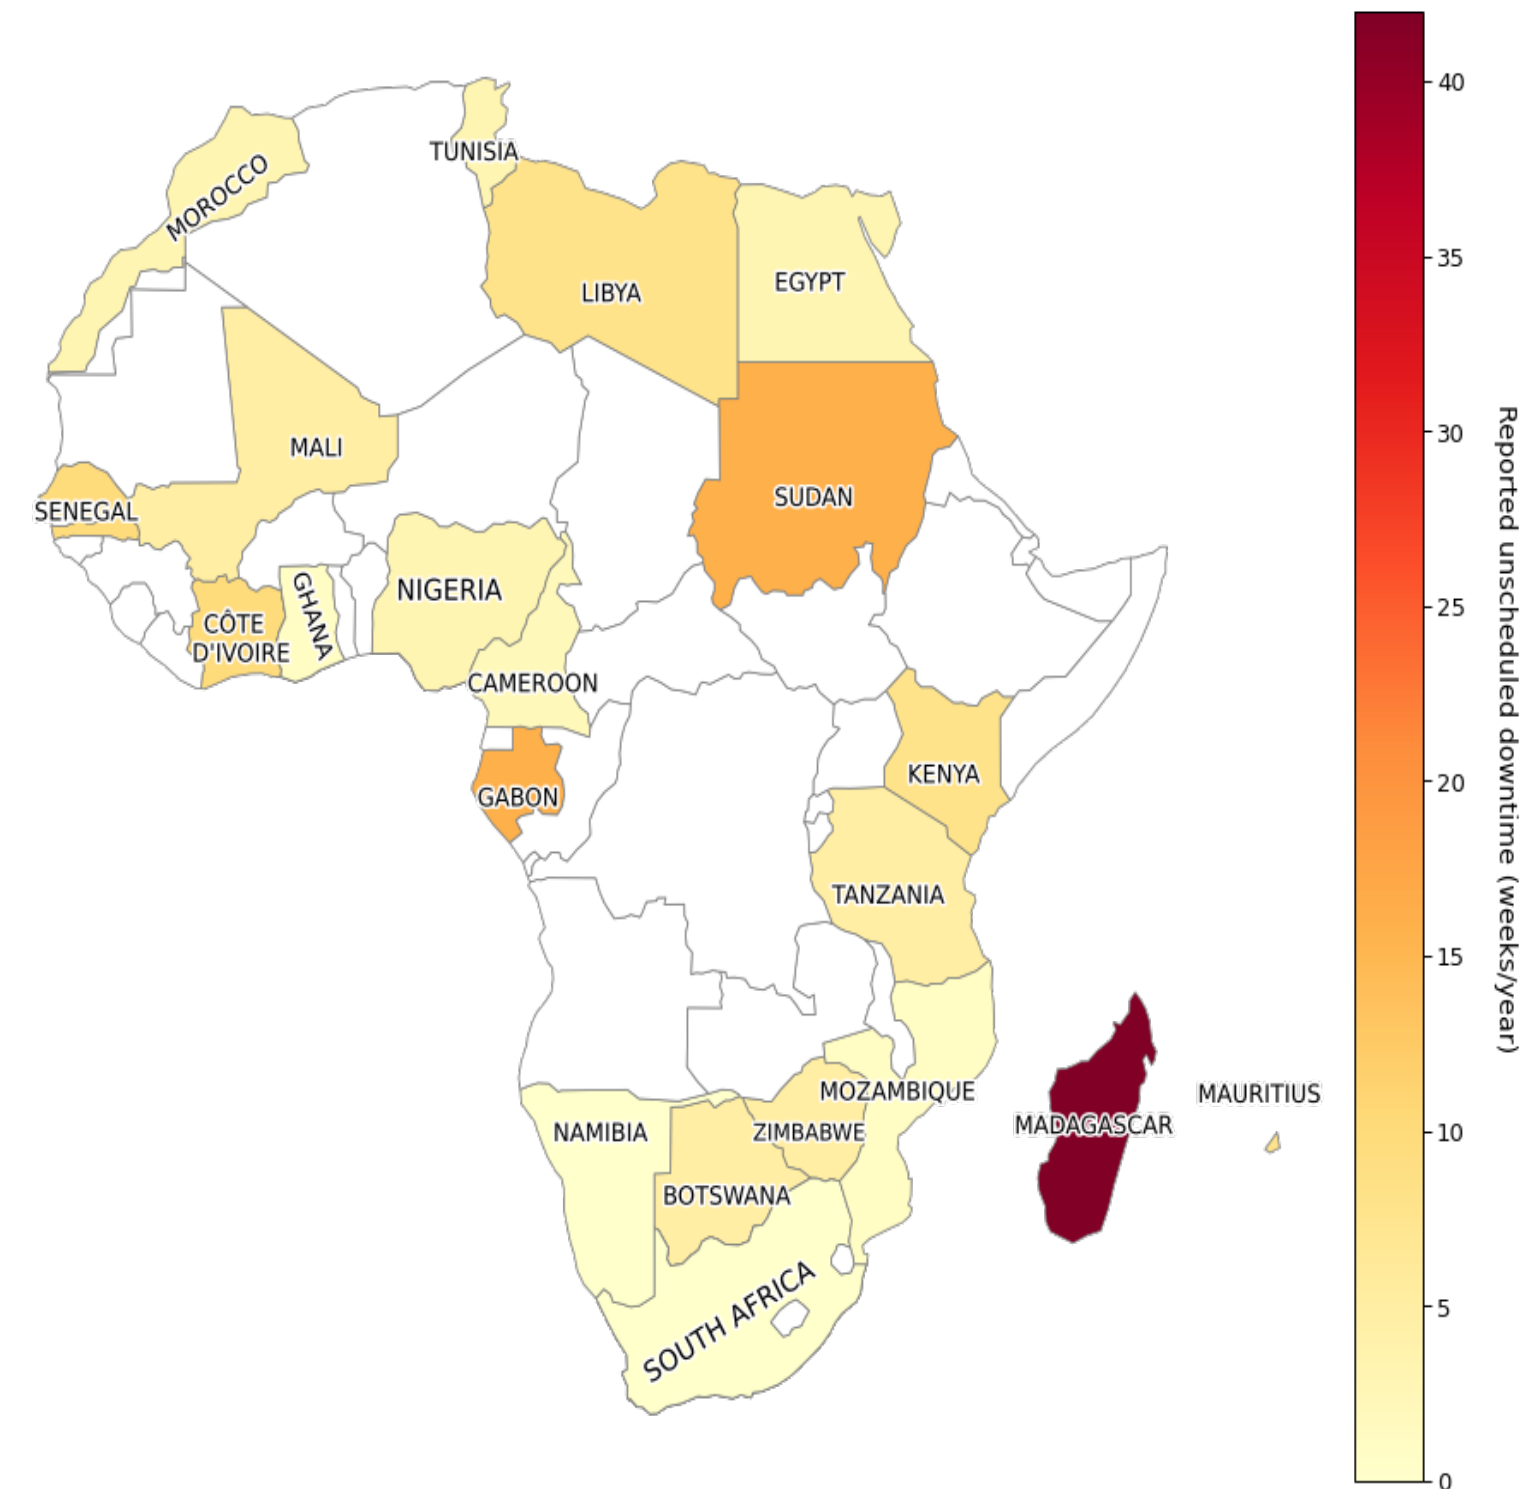 MOROCCO
TUNISIA
LIBYA
EGYPT
MALI
SENEGAL
SUDAN
NIGERIA
GHANA
CÔTE
D'IVOIRE
CAMEROON
GABON
KENYA
TANZANIA
MOZAMBIQUE
NAMIBIA
ZIMBABWE
BOTSWANA
SOUTH AFRICA
MADAGASCAR
MAURITIUS
40
35
30
25
20
15
10
5
0
Reported unscheduled downtime (weeks/year)